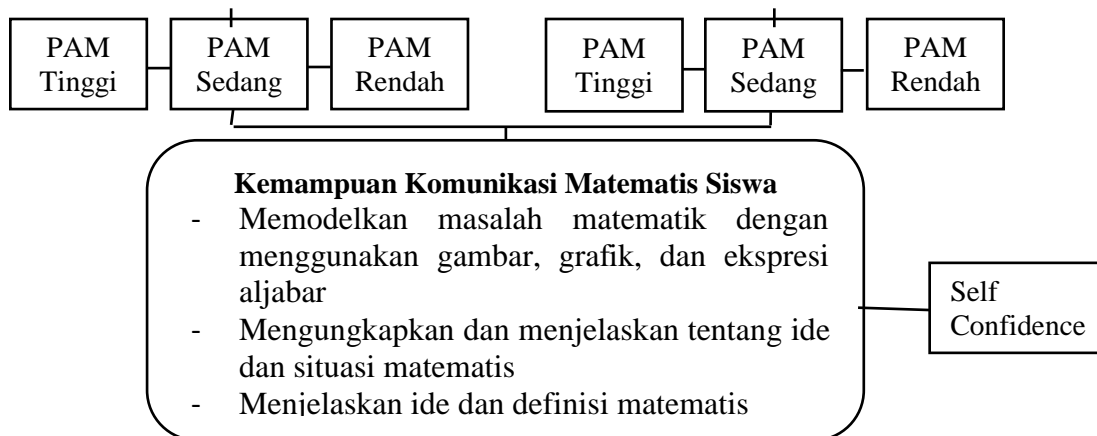 PAM Tinggi
PAM Sedang
PAM Rendah
PAM Tinggi
PAM Sedang
PAM Rendah
Kemampuan Komunikasi Matematis Siswa
- Memodelkan masalah matematik dengan
menggunakan gambar, grafik, dan ekspresi
aljabar
- Mengungkapkan dan menjelaskan tentang ide
dan situasi matematis
- Menjelaskan ide dan definisi matematis
Self
Confidence